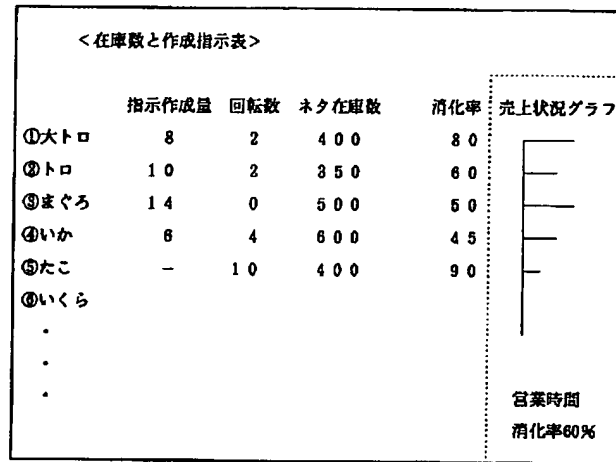 ＜在庫数と作成指示表＞
指示作成量 回転数 ネタ在庫数 消化率 売上状況グラフ
①大トロ 8 2 400 80
②トロ 10 2 350 60
③まぐろ 14 0 500 50
④いか 6 4 600 45
⑤たこ － 10 400 90
⑥いくら
・
・
・
営業時間
消化率60%